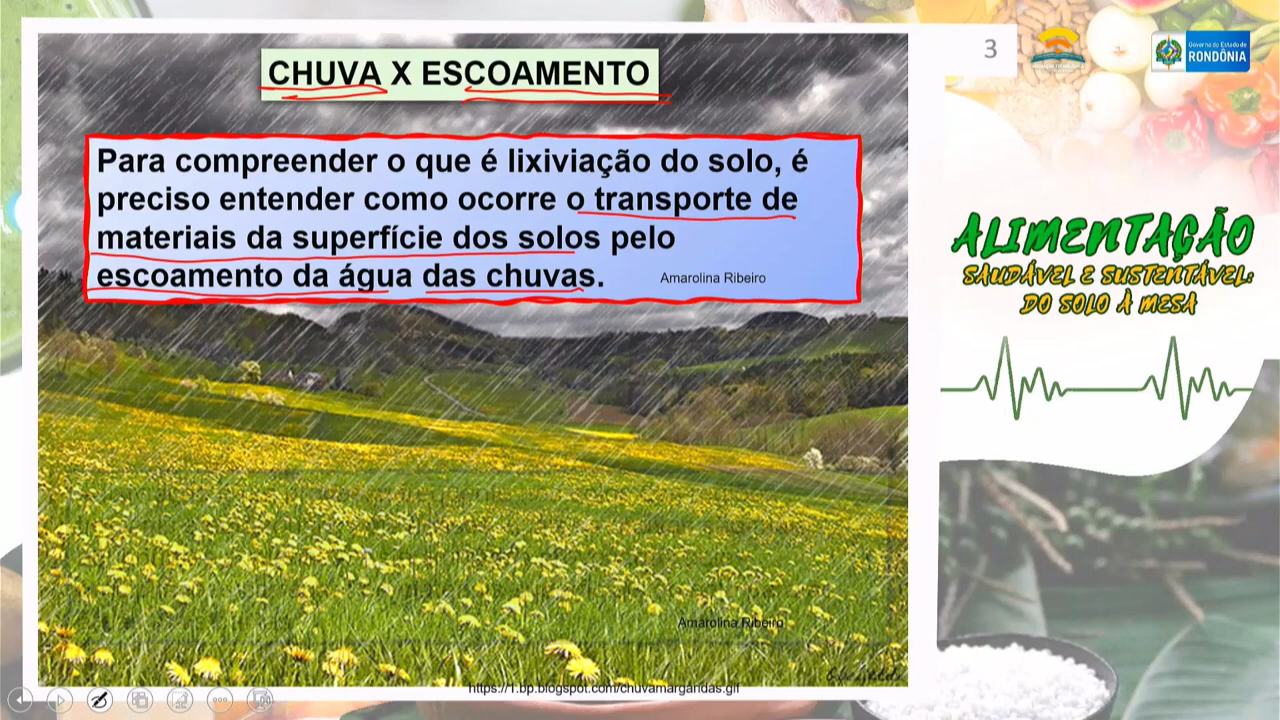 3
Governo do Estado de
RONDÔNIA
CHUVA X ESCOAMENTO
Para compreender o que é lixiviação do solo, é
preciso entender como ocorre o transporte de
materiais da superfície dos solos pelo
escoamento da água das chuvas.
Amarolina Ribeiro
ALIMENTAÇÃO
SAUDÁVEL E SUSTENTÁVEL:
DO SOLO À MESA
Amarolina Ribeiro
https://1.bp.blogspot.com/chuvamargaridas.gif